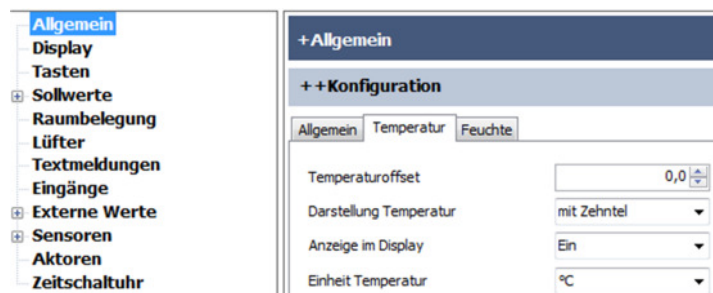 Allgemein
Display
Tasten
Sollwerte
Raumbelegung
Lüfter
Textmeldungen
Eingänge
Externe Werte
Sensoren
Aktoren
Zeitschaltuhr
+Allgemein
++Konfiguration
Allgemein Temperatur Feuchte
Temperaturoffset 0,0
Darstellung Temperatur mit Zehntel
Anzeige im Display Ein
Einheit Temperatur °C